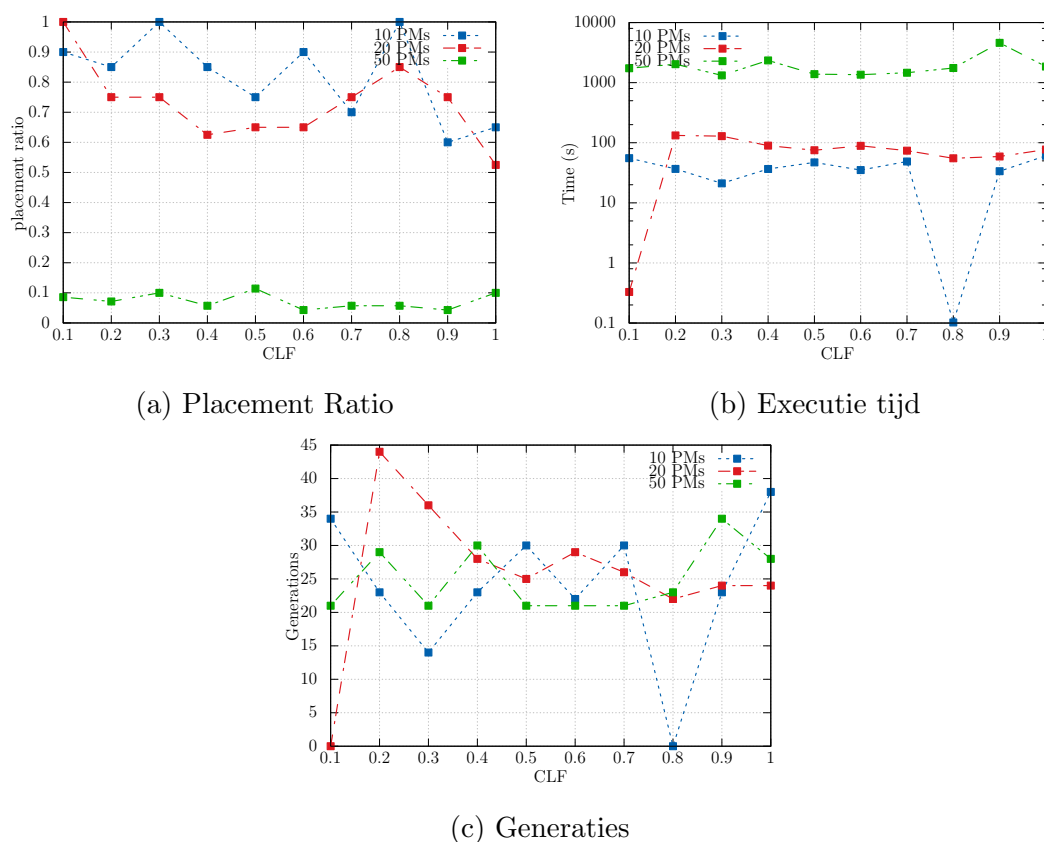 1
0.9
0.8
0.7
0.6
0.5
0.4
0.3
0.2
0.1
0
placement ratio
0.1 0.2 0.3 0.4 0.5 0.6 0.7 0.8 0.9 1
CLF
10 PMs
20 PMs
50 PMs
(a) Placement Ratio
10000
1000
100
10
1
0.1
Time (s)
0.1 0.2 0.3 0.4 0.5 0.6 0.7 0.8 0.9 1
CLF
10 PMs
20 PMs
50 PMs
(b) Executie tijd
45
40
35
30
25
20
15
10
5
0
Generations
0.1 0.2 0.3 0.4 0.5 0.6 0.7 0.8 0.9 1
CLF
10 PMs
20 PMs
50 PMs
(c) Generaties